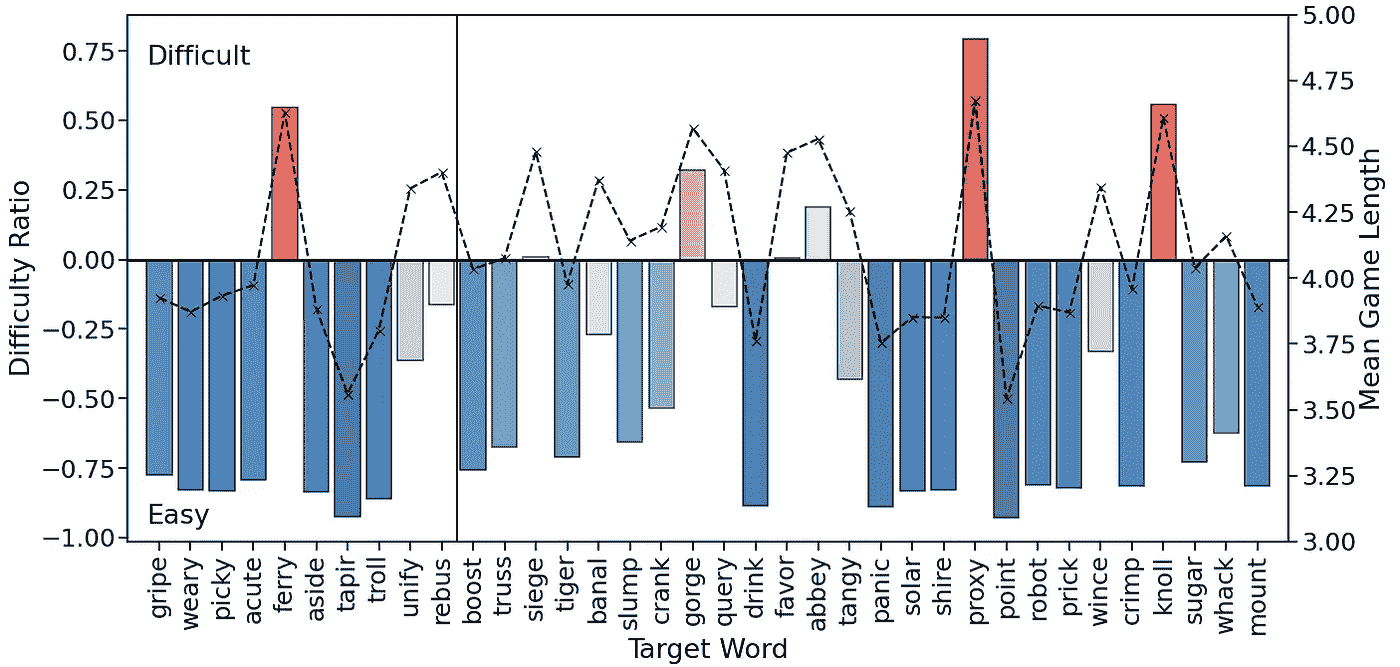 Difficult
Easy
Difficulty Ratio
0.75
0.50
0.25
0.00
−0.25
−0.50
−0.75
−1.00
5.00
4.75
4.50
4.25
4.00
3.75
3.50
3.25
3.00
Mean Game Length
gripe
weary
picky
acute
ferry
aside
tapir
troll
unify
rebus
boost
truss
siege
tiger
banal
slump
crank
gorge
query
drink
favor
abbey
tangy
panic
solar
shire
proxy
point
robot
prick
wince
crimp
knoll
sugar
whack
mount
Target Word